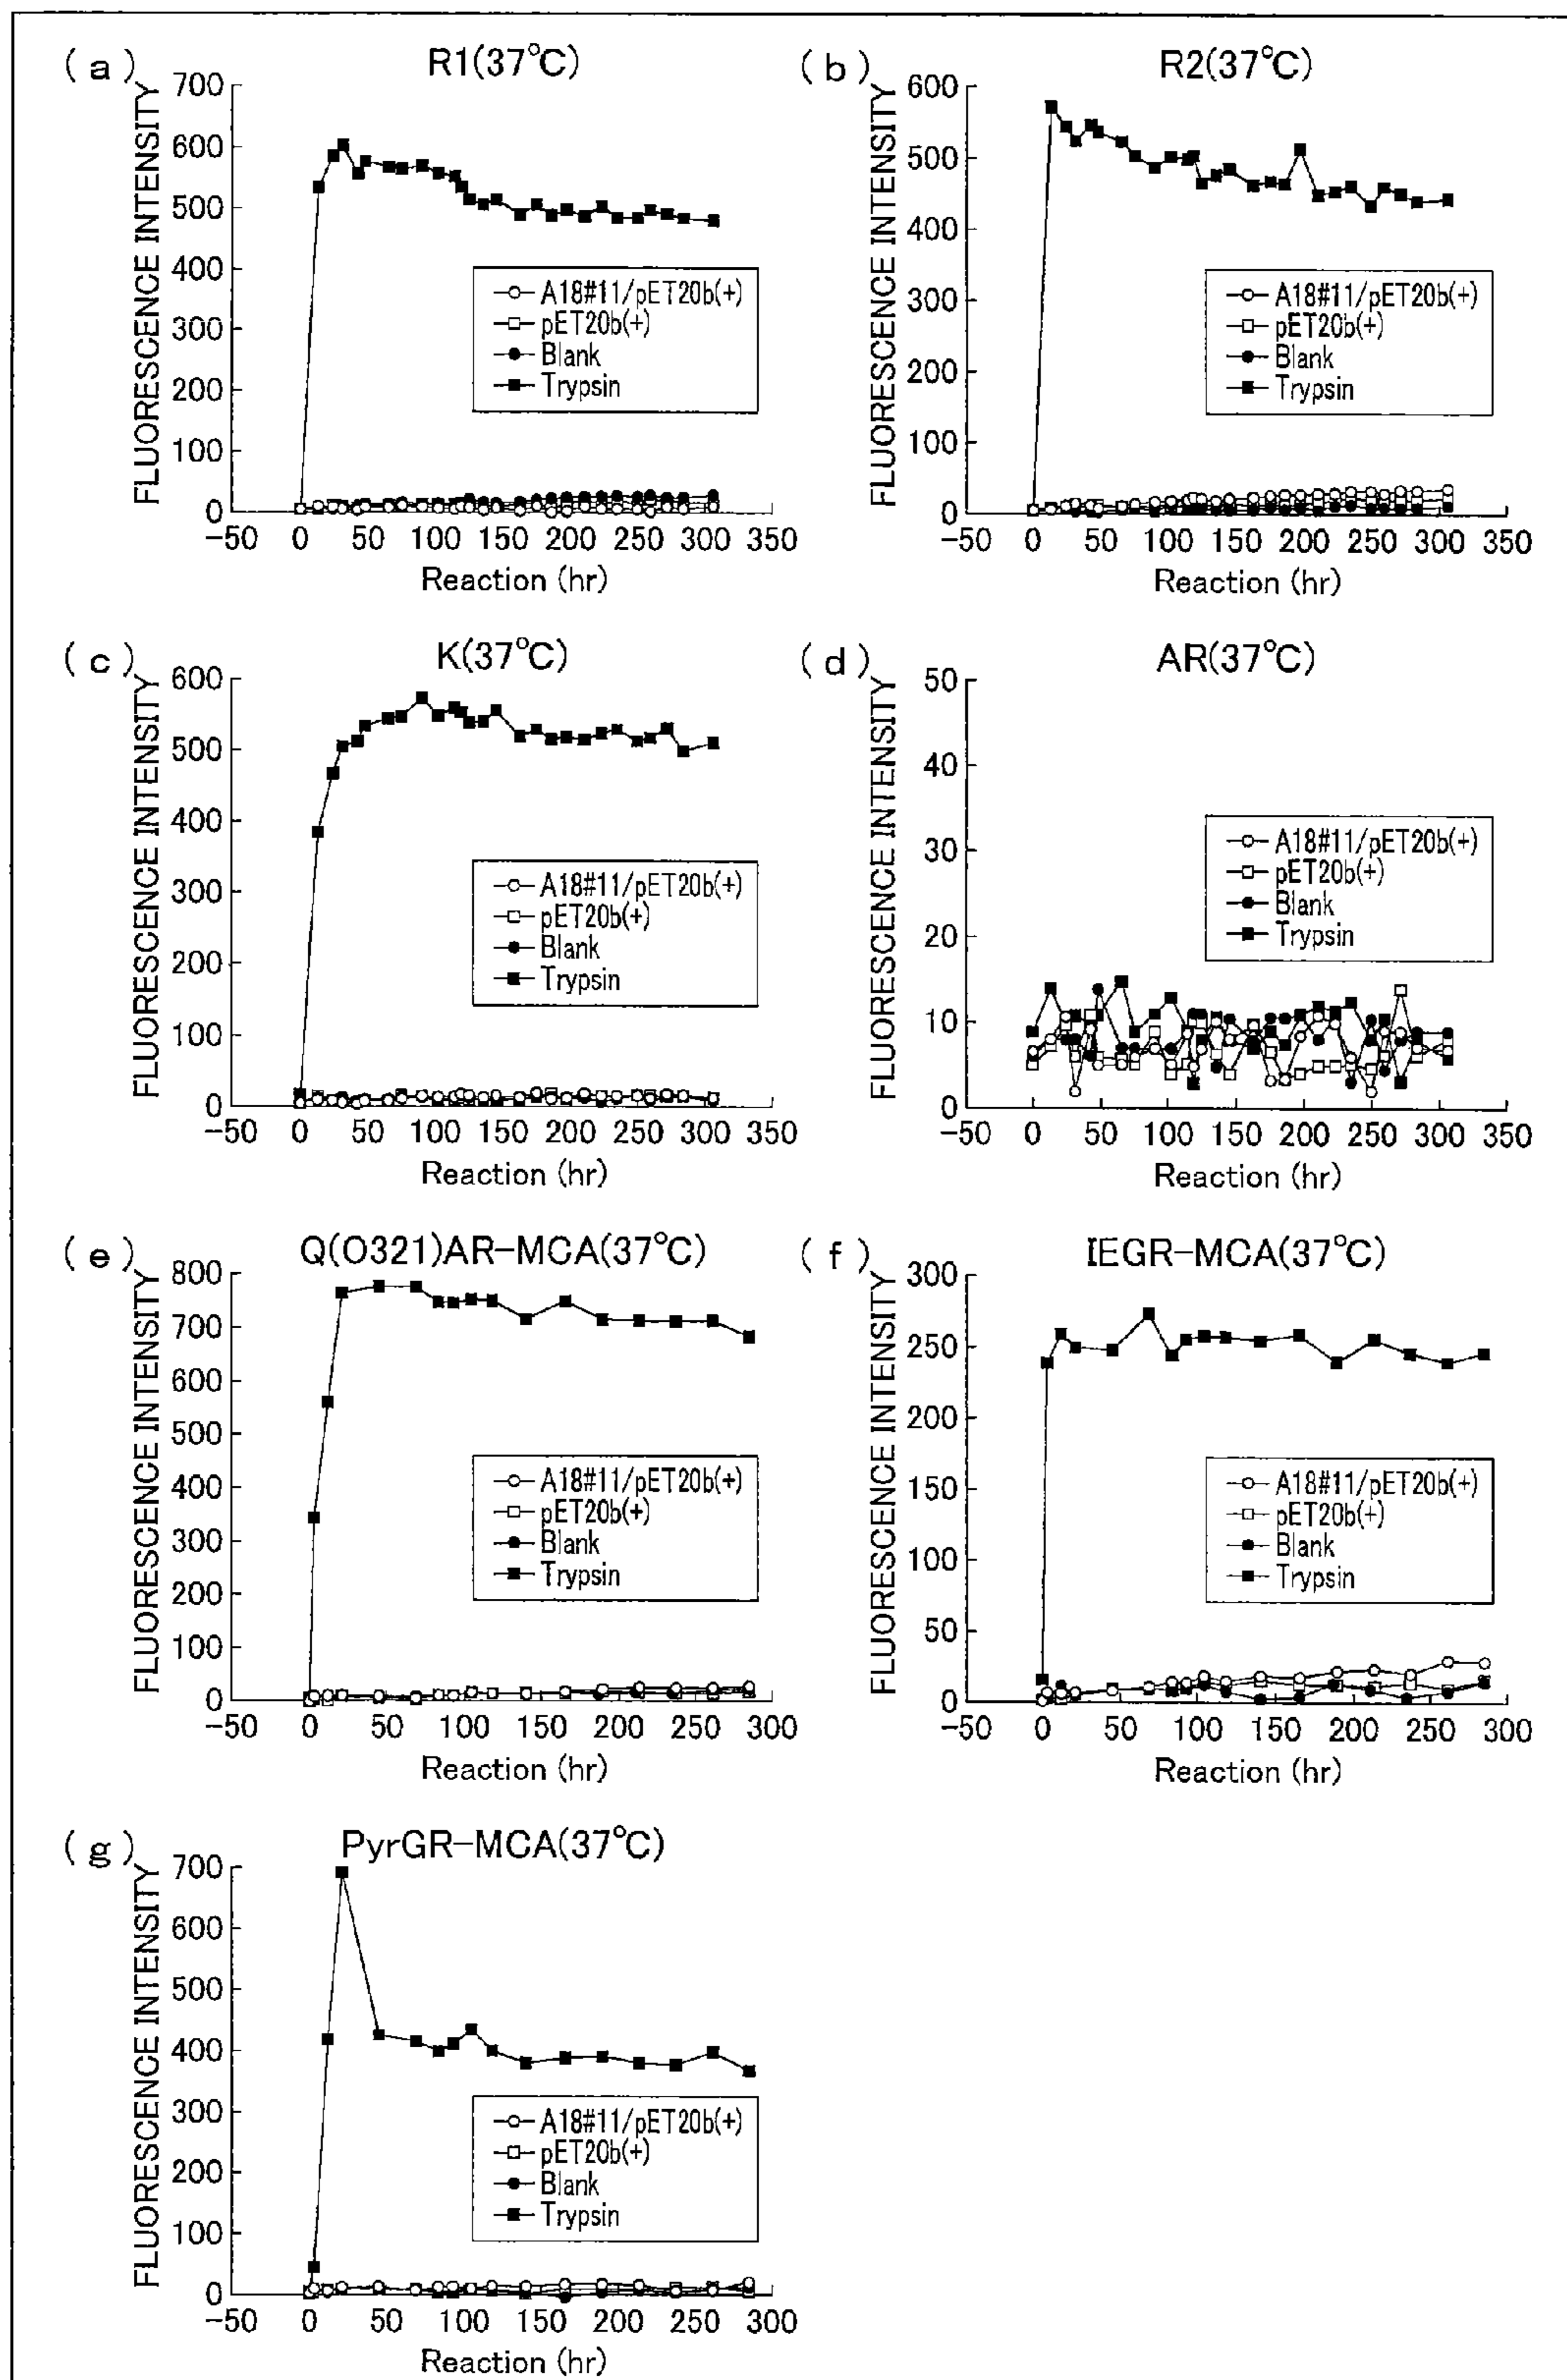 (a)
R1(37℃)
FLUORESCENCE INTENSITY
700
600
500
400
300
200
100
0
A18#11/pET20b(+)
pET20b(+)
Blank
Trypsin
-50 0 50 100 150 200 250 300 350
Reaction (hr)
(b)
R2(37℃)
FLUORESCENCE INTENSITY
600
500
400
300
200
100
0
A18#11/pET20b(+)
pET20b(+)
Blank
Trypsin
-50 0 50 100 150 200 250 300 350
Reaction (hr)
(c)
K(37℃)
FLUORESCENCE INTENSITY
600
500
400
300
200
100
0
A18#11/pET20b(+)
pET20b(+)
Blank
Trypsin
-50 0 50 100 150 200 250 300 350
Reaction (hr)
(d)
AR(37℃)
FLUORESCENCE INTENSITY
50
40
30
20
10
0
A18#11/pET20b(+)
pET20b(+)
Blank
Trypsin
-50 0 50 100 150 200 250 300 350
Reaction (hr)
(e)
Q(O321)AR-MCA(37℃)
FLUORESCENCE INTENSITY
800
700
600
500
400
300
200
100
0
A18#11/pET20b(+)
pET20b(+)
Blank
Trypsin
-50 0 50 100 150 200 250 300
Reaction (hr)
(f)
IEGR-MCA(37℃)
FLUORESCENCE INTENSITY
300
250
200
150
100
50
0
A18#11/pET20b(+)
pET20b(+)
Blank
Trypsin
-50 0 50 100 150 200 250 300
Reaction (hr)
(g)
PyrGR-MCA(37℃)
FLUORESCENCE INTENSITY
700
600
500
400
300
200
100
0
A18#11/pET20b(+)
pET20b(+)
Blank
Trypsin
-50 0 50 100 150 200 250 300
Reaction (hr)